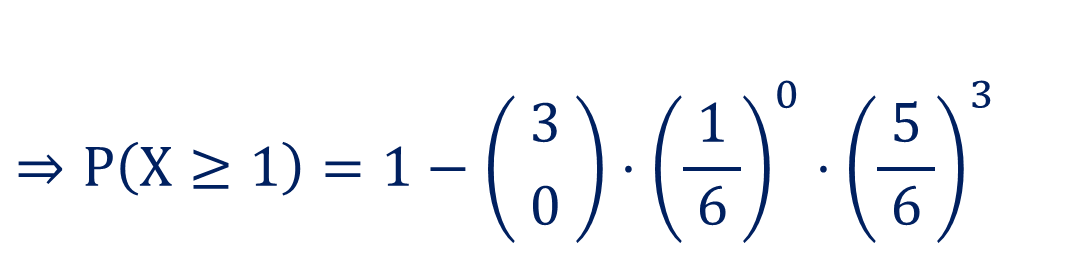 ⇒ P(X ≥ 1) = 1 − (3 0) · (1/6)^0 · (5/6)^3